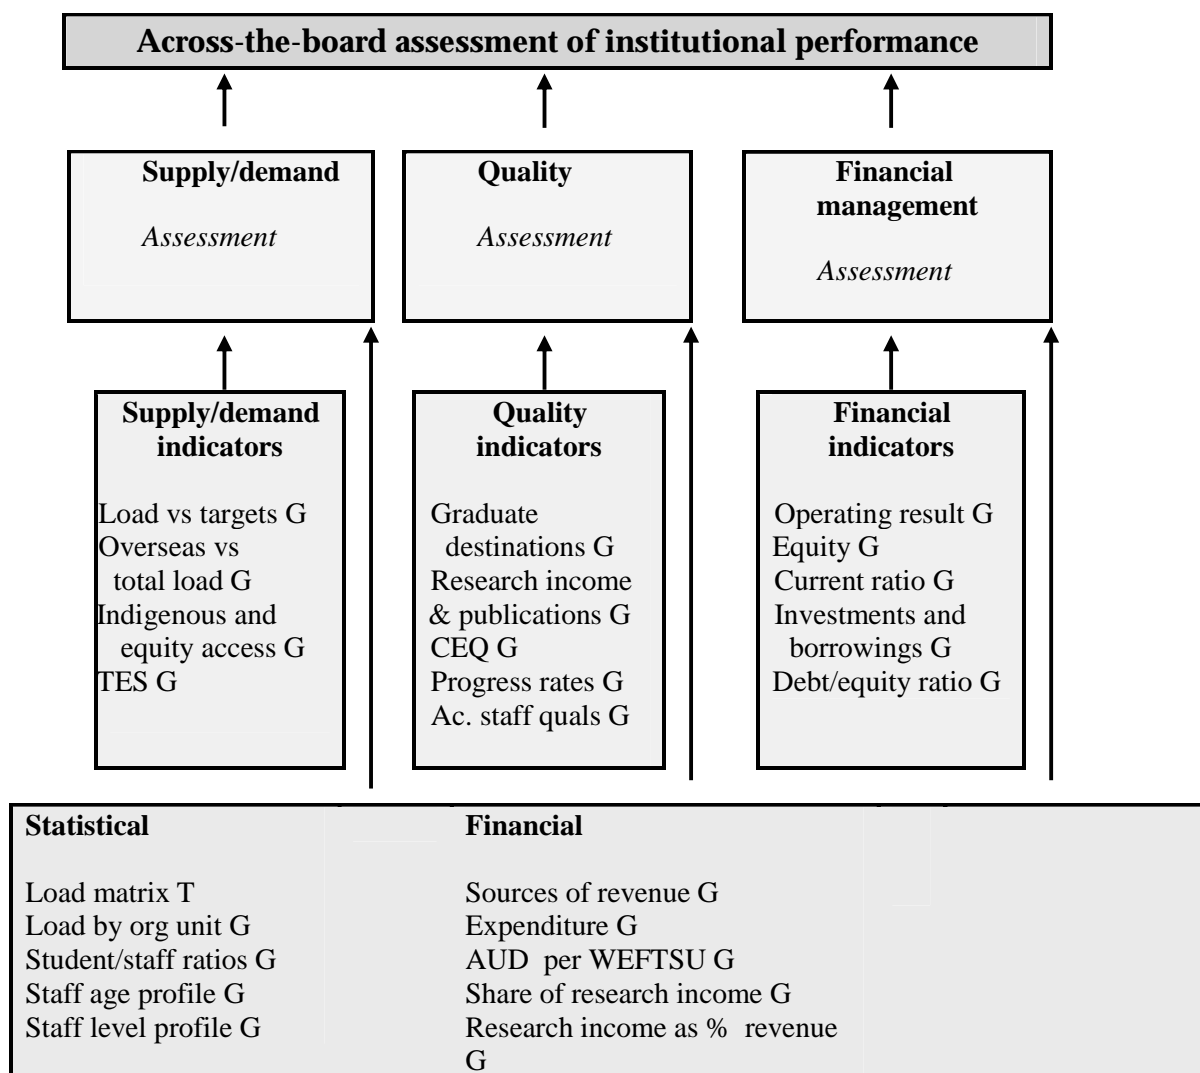 Across-the-board assessment of institutional performance
Supply/demand
Assessment
Quality
Assessment
Financial
management
Assessment
Supply/demand
indicators
Load vs targets G
Overseas vs
total load G
Indigenous and
equity access G
TES G
Quality
indicators
Graduate
destinations G
Research income
& publications G
CEQ G
Progress rates G
Ac. staff quals G
Financial
indicators
Operating result G
Equity G
Current ratio G
Investments and
borrowings G
Debt/equity ratio G
Statistical
Load matrix T
Load by org unit G
Student/staff ratios G
Staff age profile G
Staff level profile G
Financial
Sources of revenue G
Expenditure G
AUD per WEFTSU G
Share of research income G
Research income as % revenue
G